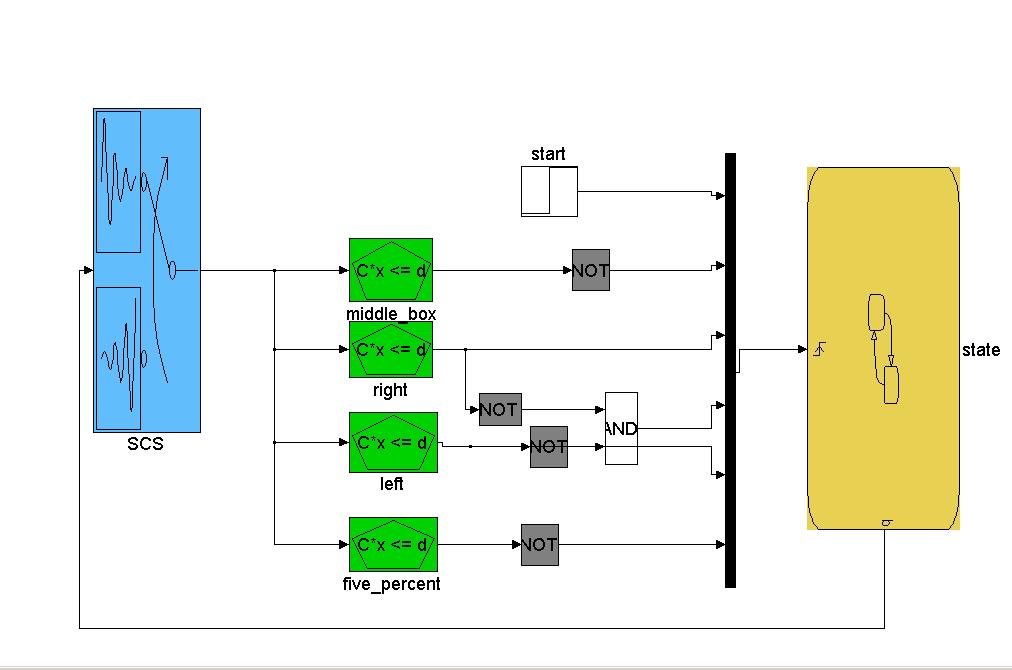 start
C*x <= d
NOT
middle_box
C*x <= d
right
NOT
AND
state
C*x <= d
NOT
SCS
left
C*x <= d
NOT
five_percent
q